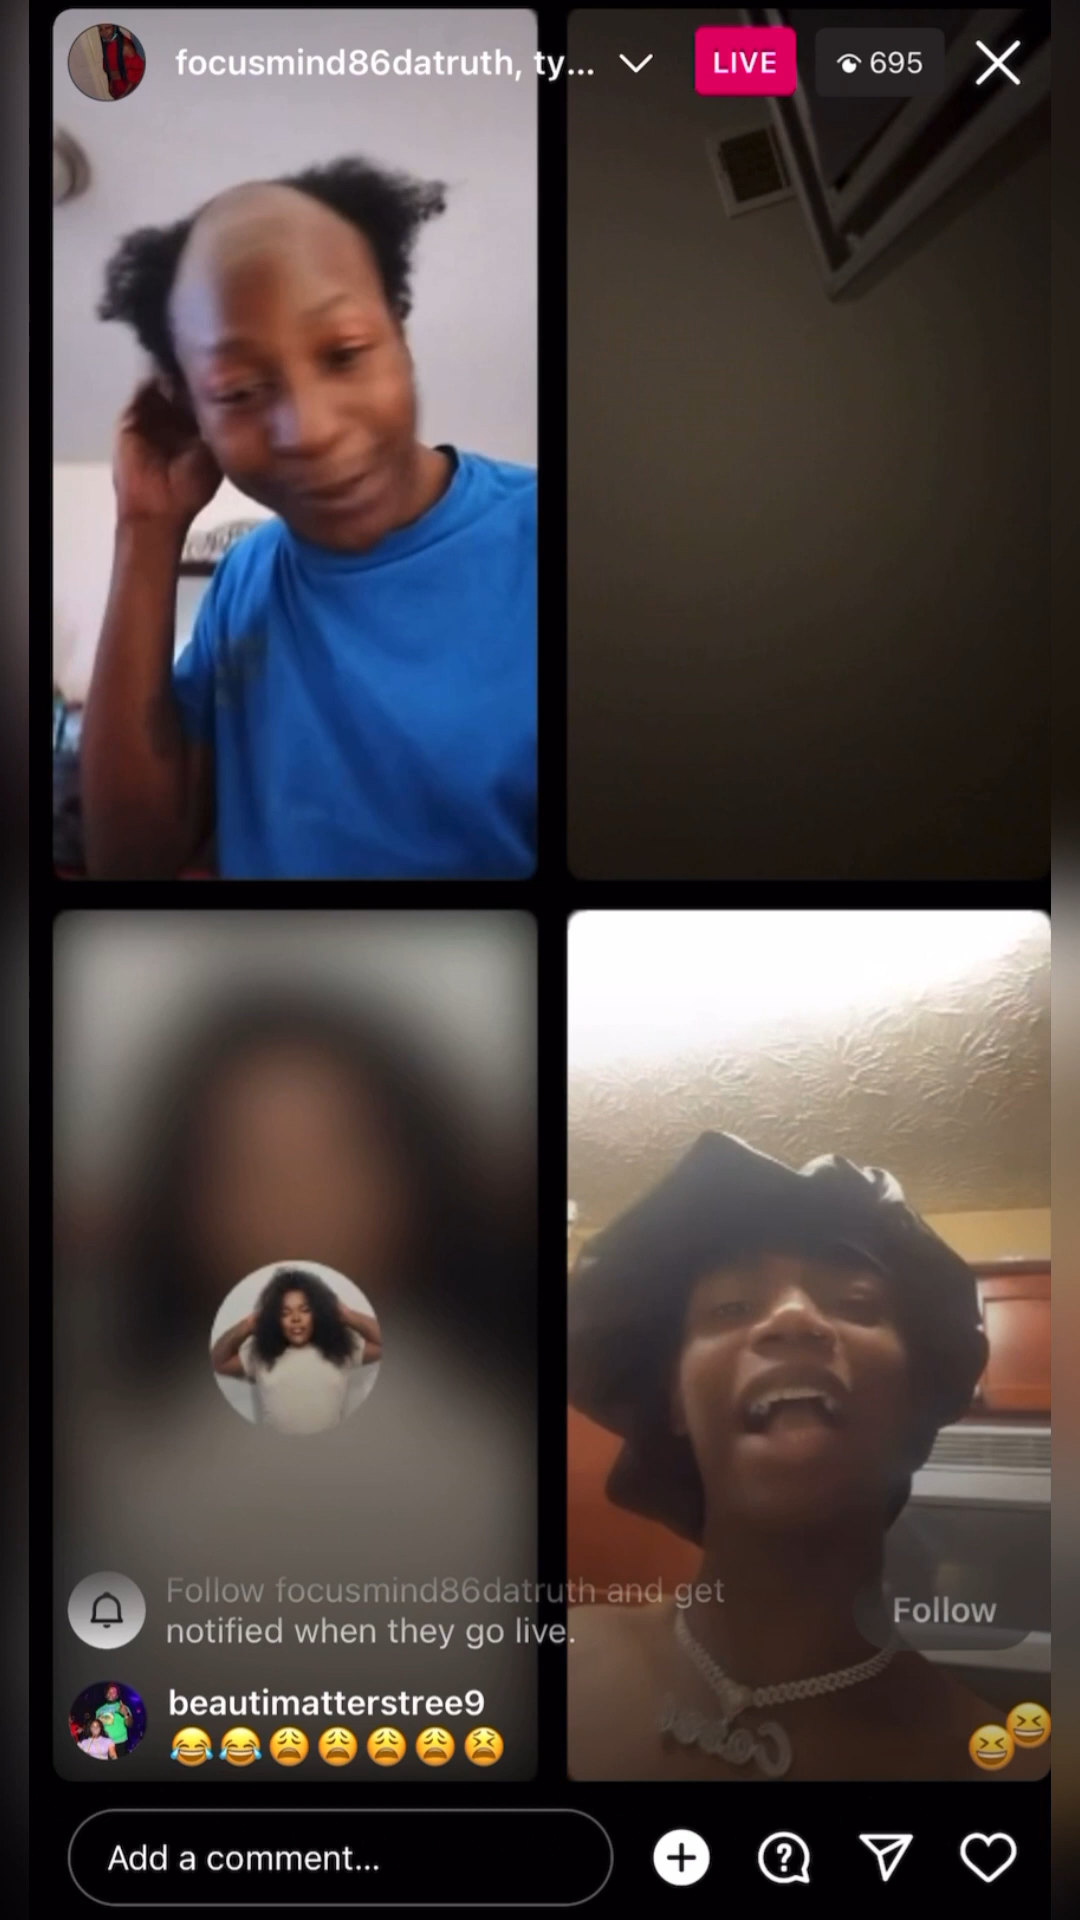 focusmind86datruth, ty...
LIVE
695
Follow focusmind86datruth and get
notified when they go live.
Follow
beautimatterstree9
😂😂😩😩😩😩😫
Add a comment...